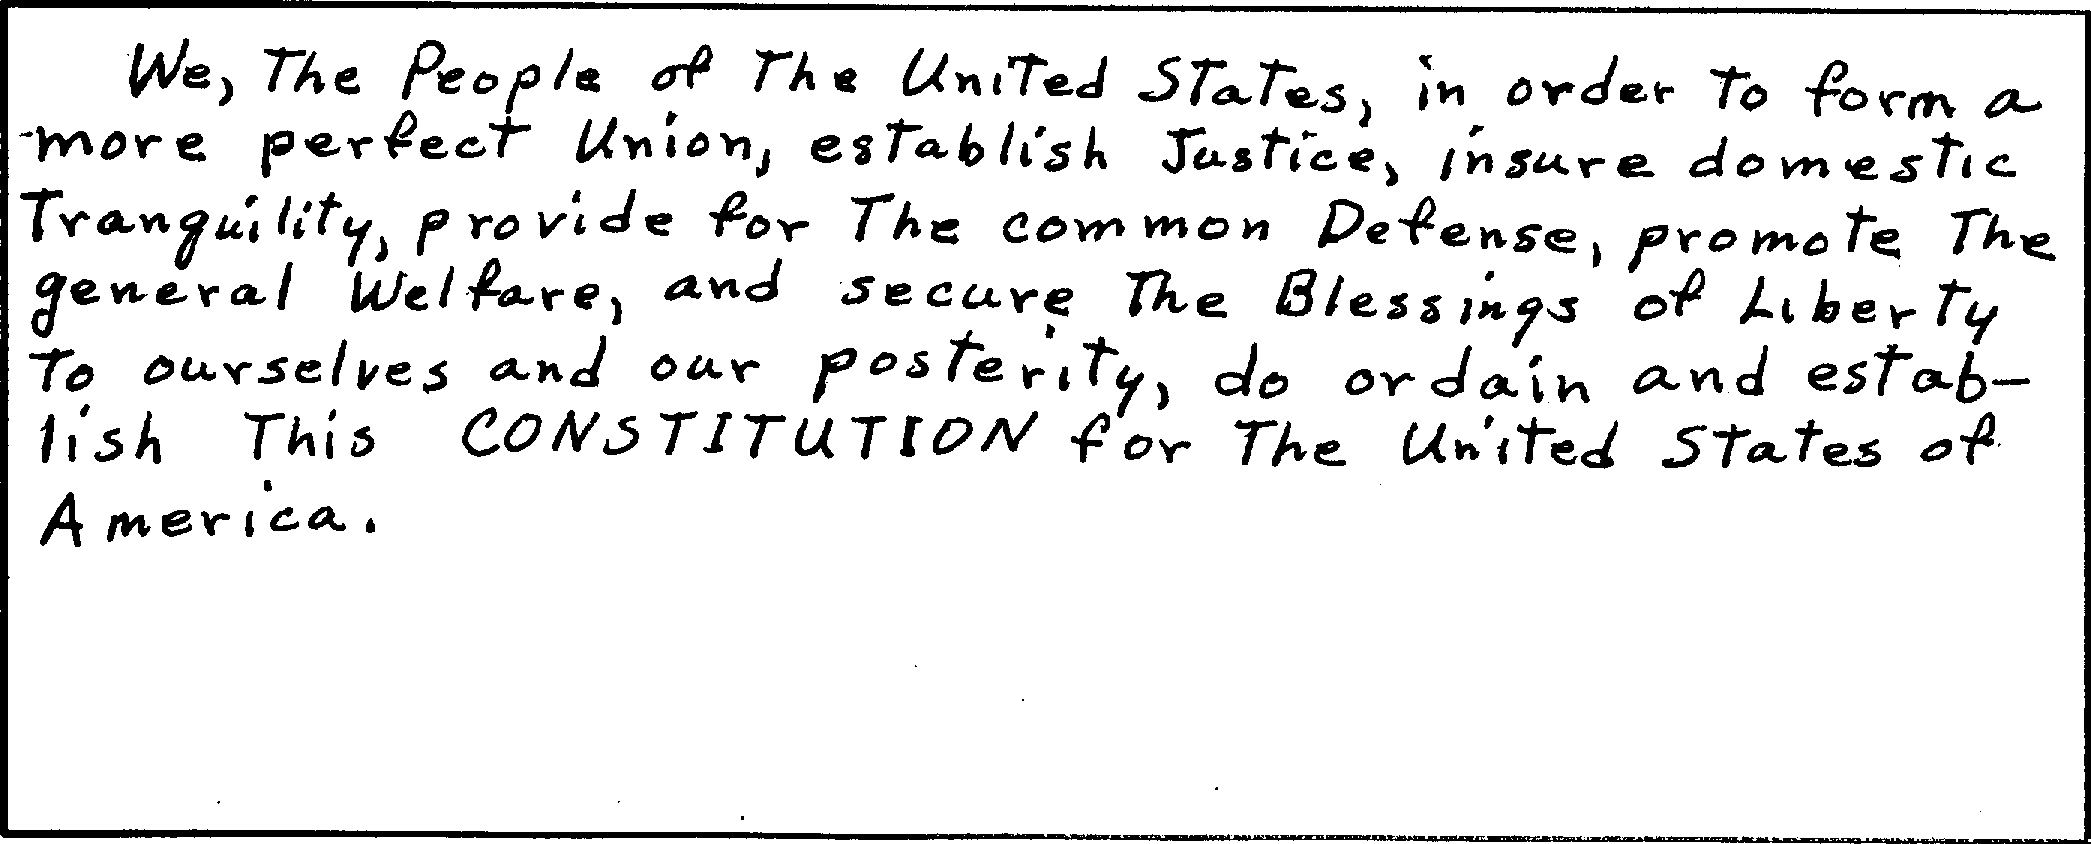 We, The People of The United States, in order to form a
more perfect Union, establish Justice, insure domestic
Tranquility, provide for The common Defense, promote The
general Welfare, and secure The Blessings of Liberty
to ourselves and our posterity, do ordain and estab-
lish This CONSTITUTION for The United States of
America.